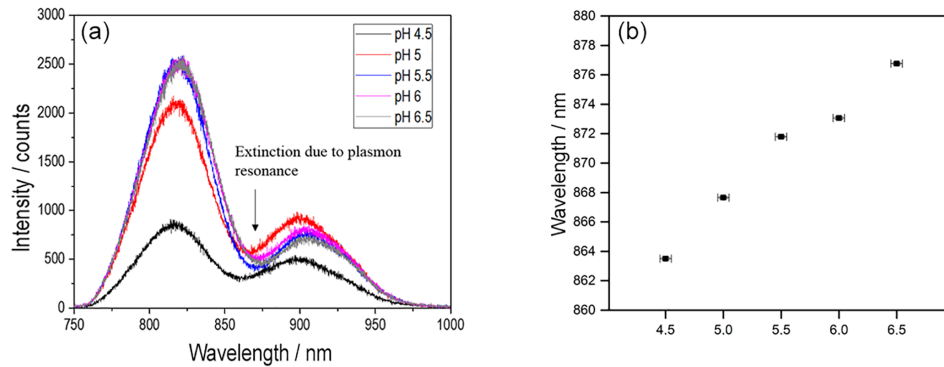 (a)
3000
2500
2000
1500
1000
500
0
Intensity / counts
pH 4.5
pH 5
pH 5.5
pH 6
pH 6.5
Extinction due to plasmon
resonance
750 800 850 900 950 1000
Wavelength / nm
(b)
880
878
876
874
872
870
868
866
864
862
860
Wavelength / nm
4.5 5.0 5.5 6.0 6.5